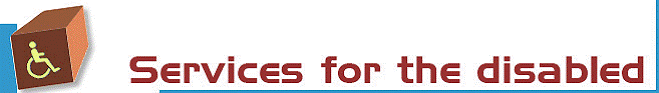 Services for the disabled